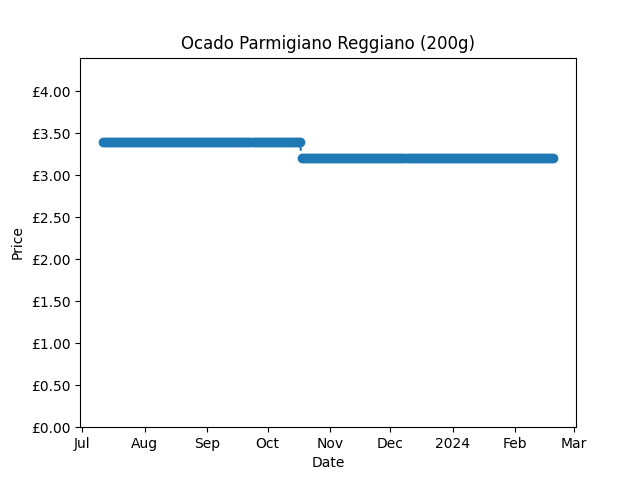 Ocado Parmigiano Reggiano (200g)
£4.00
£3.50
£3.00
£2.50
£2.00
£1.50
£1.00
£0.50
£0.00
Price
Jul Aug Sep Oct Nov Dec 2024 Feb Mar
Date